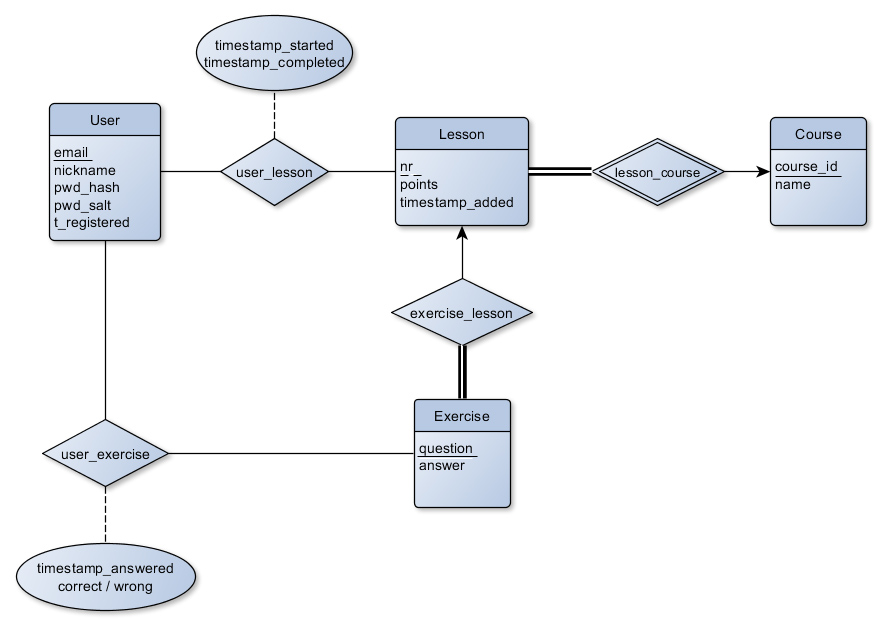 timestamp_started
timestamp_completed
User
email
nickname
pwd_hash
pwd_salt
t_registered
user_lesson
Lesson
nr
points
timestamp_added
lesson_course
Course
course_id
name
exercise_lesson
Exercise
question
answer
user_exercise
timestamp_answered
correct / wrong